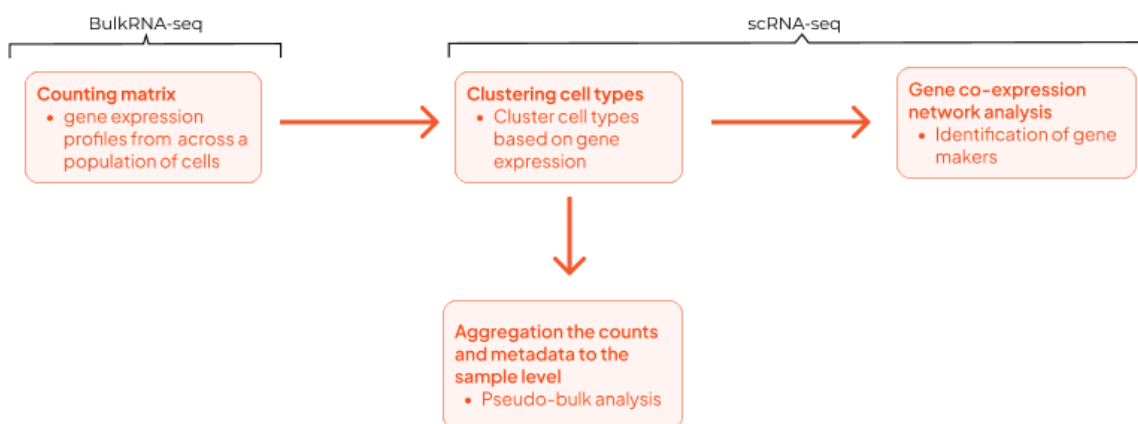 BulkRNA-seq
scRNA-seq
Counting matrix
• gene expression
profiles from across a
population of cells
Clustering cell types
• Cluster cell types
based on gene
expression
Gene co-expression
network analysis
• Identification of gene
makers
Aggregation the counts
and metadata to the
sample level
• Pseudo-bulk analysis